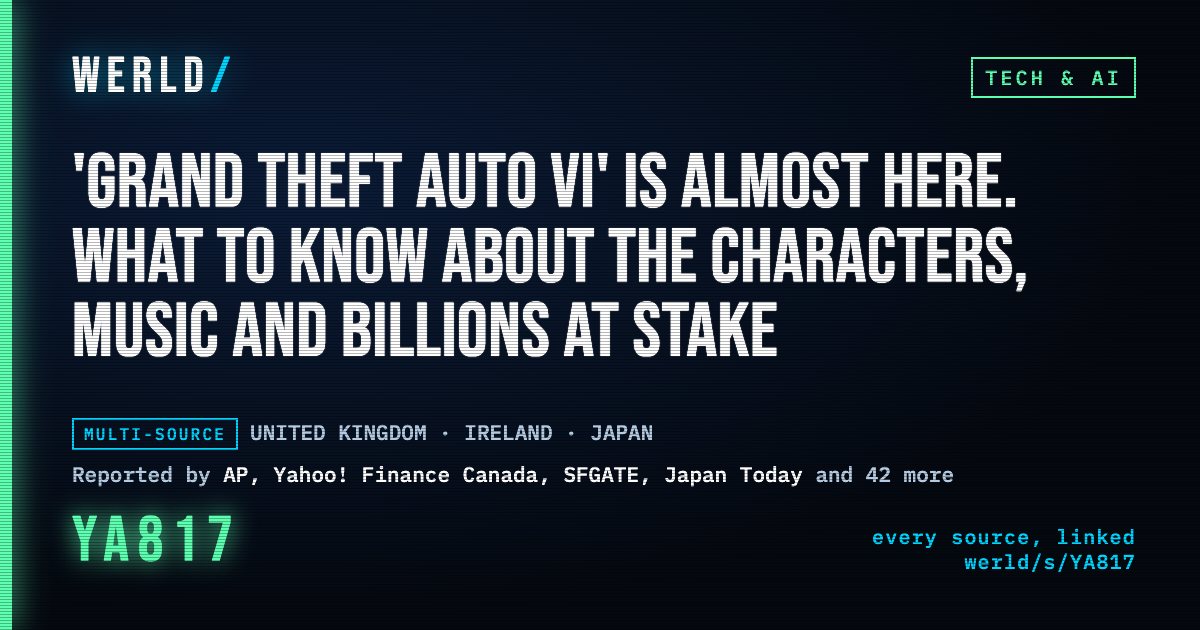 WERLD/
TECH & AI
'GRAND THEFT AUTO VI' IS ALMOST HERE.
WHAT TO KNOW ABOUT THE CHARACTERS,
MUSIC AND BILLIONS AT STAKE
MULTI-SOURCE UNITED KINGDOM · IRELAND · JAPAN
Reported by AP, Yahoo! Finance Canada, SFGATE, Japan Today and 42 more
YA817
every source, linked
werld/s/YA817